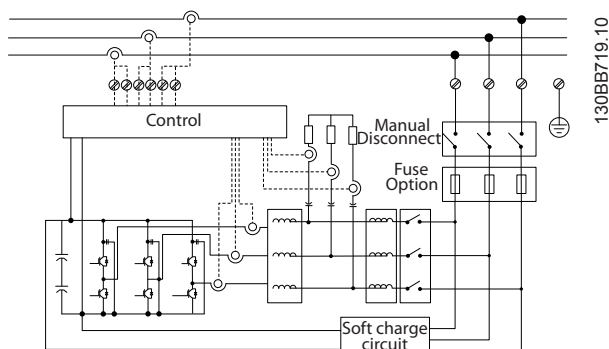 130BB719.10
Control
Manual
Disconnect
Fuse
Option
Soft charge
circuit